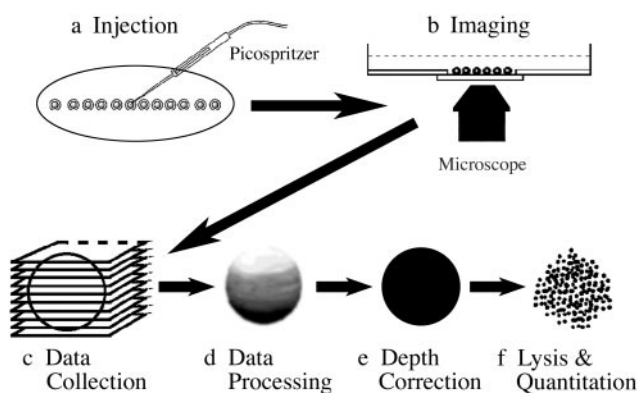 a Injection
Picospritzer
b Imaging
Microscope
c Data
Collection
d Data
Processing
e Depth
Correction
f Lysis &
Quantitation